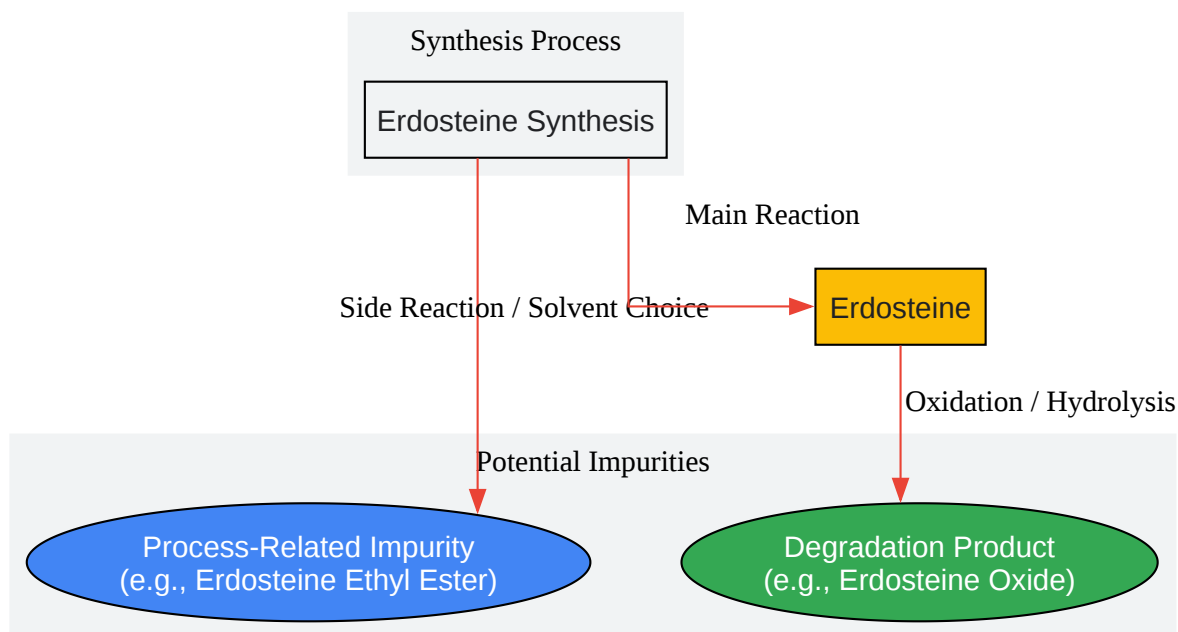 Synthesis Process
Erdosteine Synthesis
Main Reaction
Side Reaction / Solvent Choice
Erdosteine
Oxidation / Hydrolysis
Potential Impurities
Process-Related Impurity
(e.g., Erdosteine Ethyl Ester)
Degradation Product
(e.g., Erdosteine Oxide)